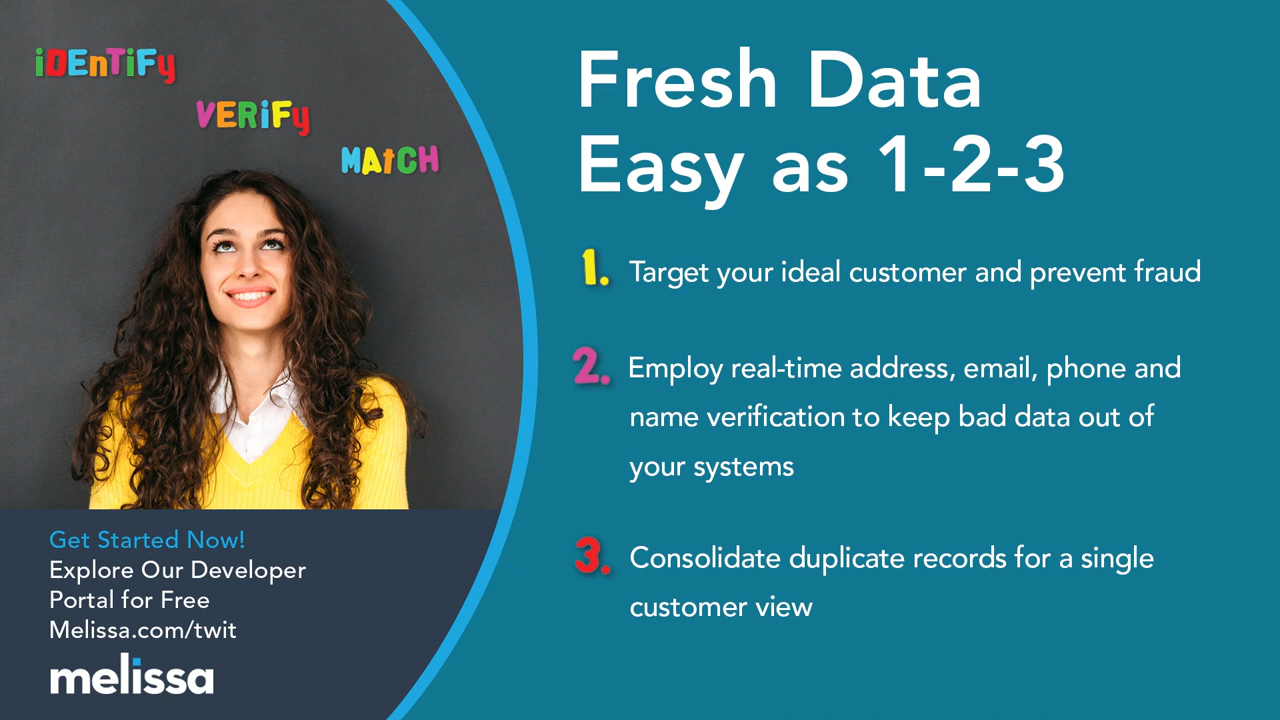 iDEnTiFy
VERiFy
MAtCH
Get Started Now!
Explore Our Developer
Portal for Free
Melissa.com/twit
melissa
Fresh Data
Easy as 1-2-3
1. Target your ideal customer and prevent fraud
2. Employ real-time address, email, phone and
name verification to keep bad data out of
your systems
3. Consolidate duplicate records for a single
customer view